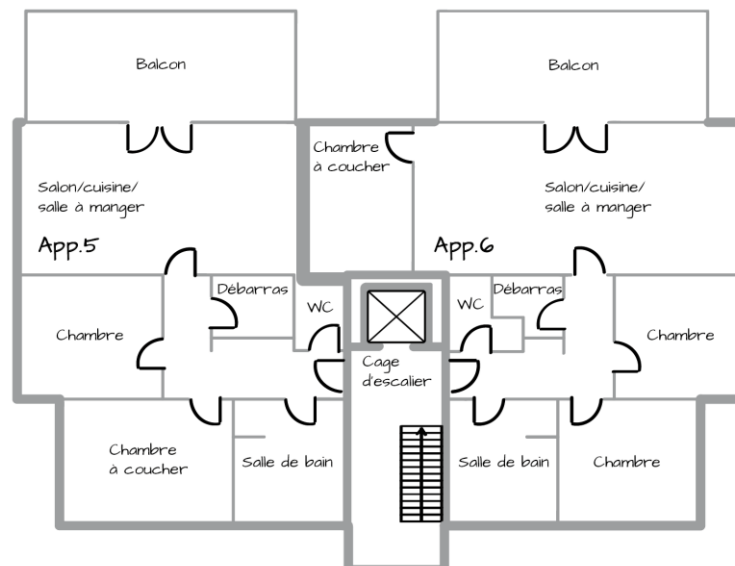 Balcon
Balcon
Chambre
à coucher
Salon/cuisine/
salle à manger
Salon/cuisine/
salle à manger
App.5
App.6
Débarras
WC
WC
Débarras
Chambre
Chambre
Cage
d'escalier
Chambre
à coucher
Salle de bain
Salle de bain
Chambre